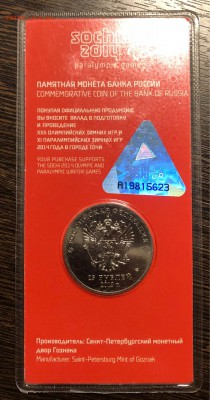 sochi
2014
paralympic games
ПАМЯТНАЯ МОНЕТА БАНКА РОССИИ
COMMEMORATIVE COIN OF THE BANK OF RUSSIA
ПОКУПАЯ ОФИЦИАЛЬНУЮ ПРОДУКЦИЮ,
ВЫ ВНОСИТЕ ВКЛАД В ПОДГОТОВКУ
И ПРОВЕДЕНИЕ
XXII ОЛИМПИЙСКИХ ЗИМНИХ ИГР И
XI ПАРАЛИМПИЙСКИХ ЗИМНИХ ИГР
2014 ГОДА В ГОРОДЕ СОЧИ
YOUR PURCHASE SUPPORTS
THE SOCHI 2014 OLYMPIC AND
PARALYMPIC WINTER GAMES
A19815623
РОССИЙСКАЯ ФЕДЕРАЦИЯ
25 РУБЛЕЙ
Производитель: Санкт-Петербургский монетный
двор Гознака
Manufacturer: Saint-Petersburg Mint of Goznak